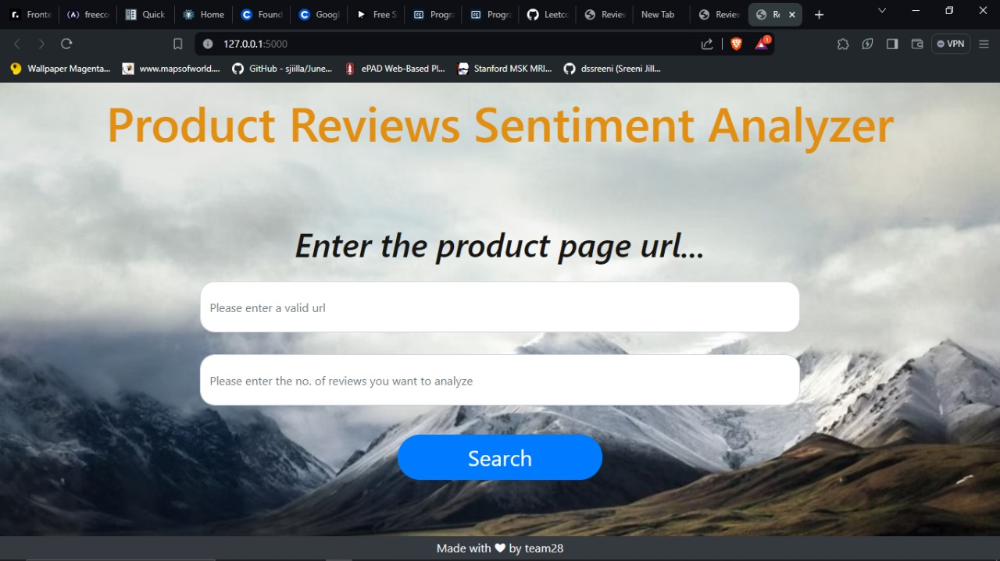 Fronte
freeco
Quick
Home
Found
Googl
Free S
Progra
Progra
Leetco
Review
New Tab
Review
Re
127.0.0.1:5000
VPN
Wallpaper Magenta...
www.mapsofworld....
GitHub - sjiilla/June...
ePAD Web-Based Pl...
Stanford MSK MRI...
dssreeni (Sreeni Jill...
Product Reviews Sentiment Analyzer
Enter the product page url...
Please enter a valid url
Please enter the no. of reviews you want to analyze
Search
Made with ❤ by team28